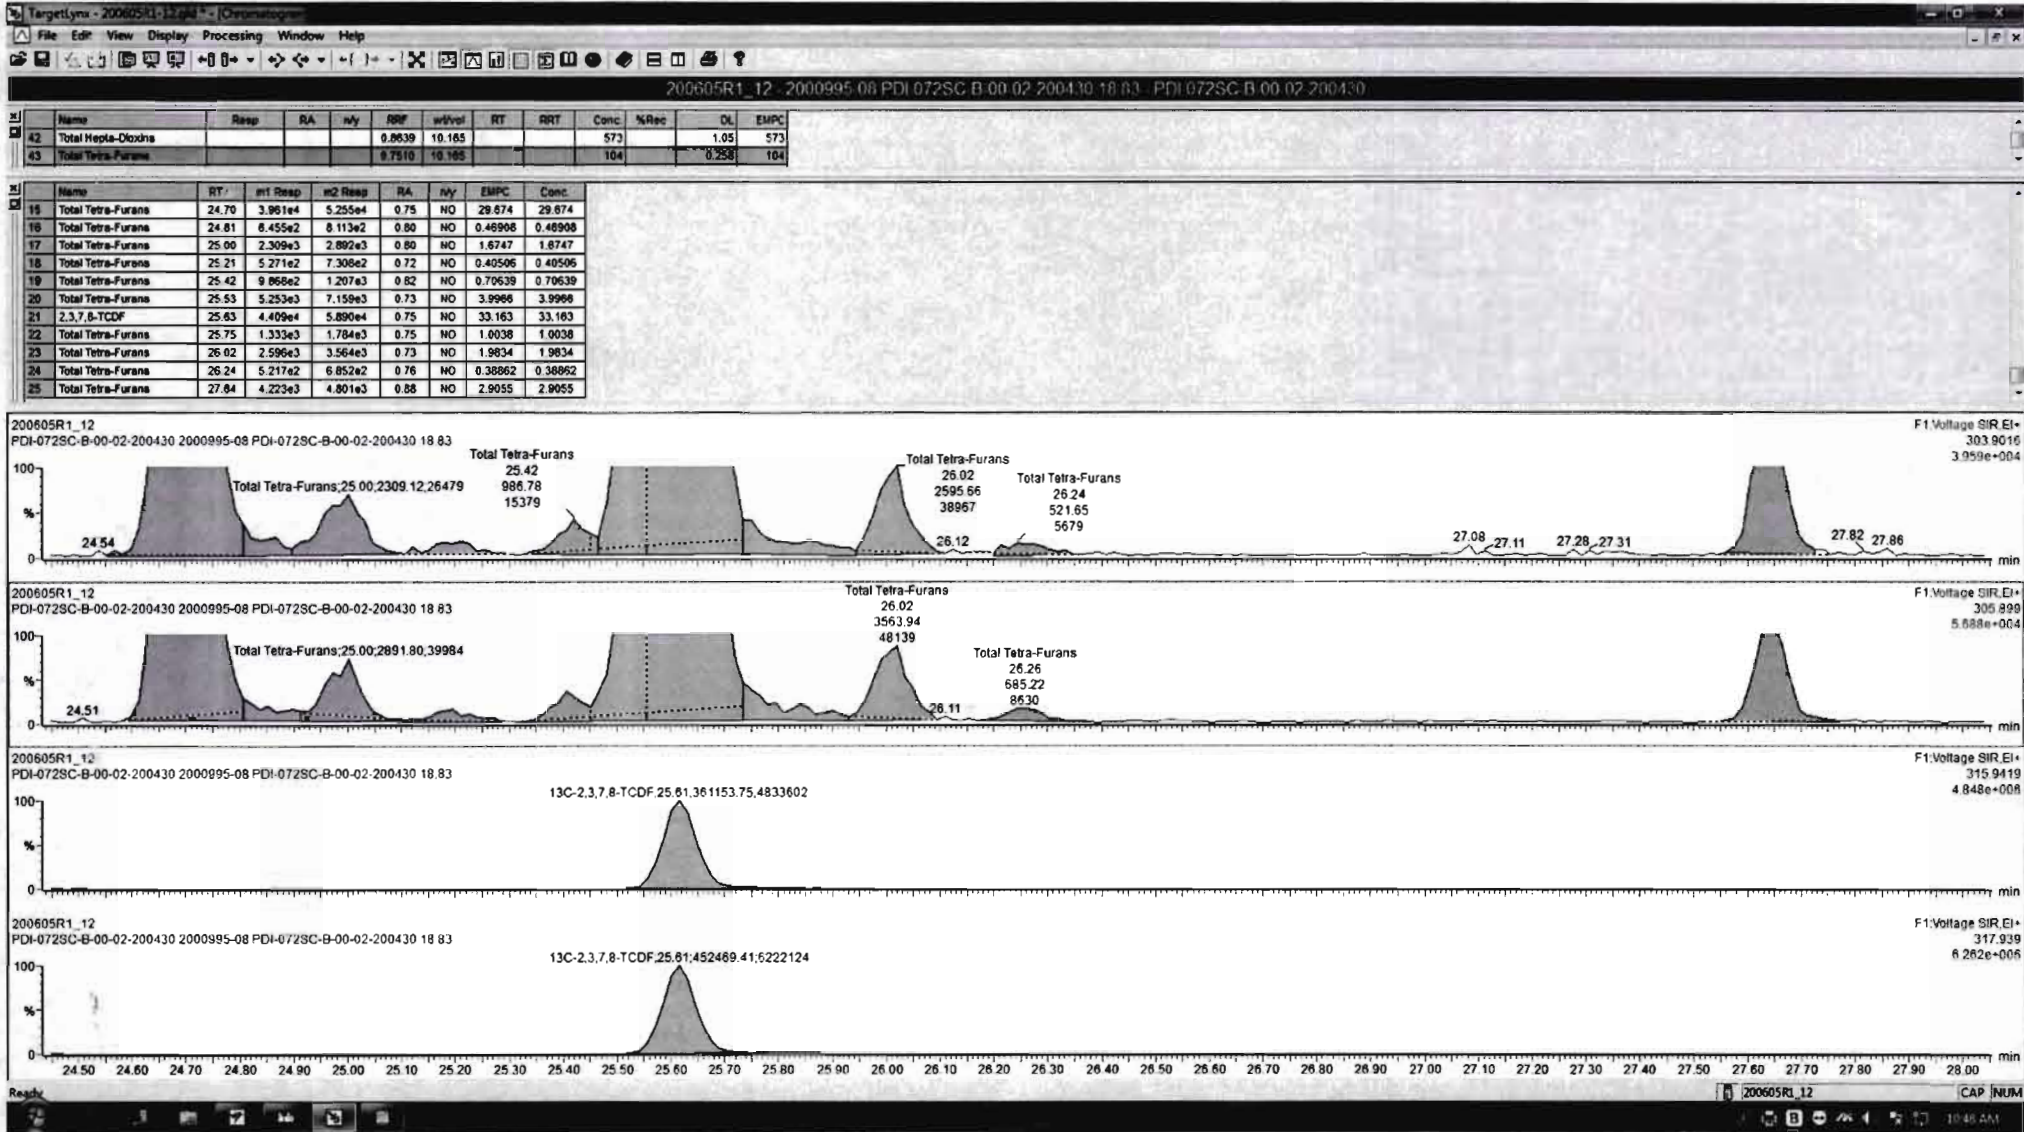 TargetLynx - 200605R1-12.qld * - [Chromatogram]
File Edit View Display Processing Window Help
200605R1_12 - 2000995-08 PDI-072SC-B-00-02-200430 18.83 - PDI-072SC-B-00-02-200430
Name Resp RA n/y RRF wt/vol RT RRT Conc %Rec DL EMPC
42 Total Hepta-Dioxins 0.8639 10.165 573 1.05 573
43 Total Tetra-Furans 0.7510 10.165 104 0.258 104
Name RT m1 Resp m2 Resp RA n/y EMPC Conc.
15 Total Tetra-Furans 24.70 3.961e4 5.255e4 0.75 NO 29.674 29.674
16 Total Tetra-Furans 24.81 6.455e2 8.113e2 0.80 NO 0.46908 0.46908
17 Total Tetra-Furans 25.00 2.309e3 2.892e3 0.80 NO 1.6747 1.6747
18 Total Tetra-Furans 25.21 5.271e2 7.308e2 0.72 NO 0.40506 0.40506
19 Total Tetra-Furans 25.42 9.868e2 1.207e3 0.82 NO 0.70639 0.70639
20 Total Tetra-Furans 25.53 5.253e3 7.159e3 0.73 NO 3.9966 3.9966
21 2,3,7,8-TCDF 25.63 4.409e4 5.890e4 0.75 NO 33.163 33.163
22 Total Tetra-Furans 25.75 1.333e3 1.784e3 0.75 NO 1.0038 1.0038
23 Total Tetra-Furans 26.02 2.596e3 3.564e3 0.73 NO 1.9834 1.9834
24 Total Tetra-Furans 26.24 5.217e2 6.852e2 0.76 NO 0.38862 0.38862
25 Total Tetra-Furans 27.64 4.223e3 4.801e3 0.88 NO 2.9055 2.9055
200605R1_12
PDI-072SC-B-00-02-200430 2000995-08 PDI-072SC-B-00-02-200430 18.83
F1:Voltage SIR,EI+
303.9016
3.959e+004
Total Tetra-Furans
25.42
986.78
15379
Total Tetra-Furans;25.00;2309.12;26479
Total Tetra-Furans
26.02
2595.66
38967
Total Tetra-Furans
26.24
521.65
5679
100
%
0
24.54
26.12
27.08
27.11
27.28
27.31
27.82
27.86
min
200605R1_12
PDI-072SC-B-00-02-200430 2000995-08 PDI-072SC-B-00-02-200430 18.83
F1:Voltage SIR,EI+
305.899
5.688e+004
Total Tetra-Furans
26.02
3563.94
48139
Total Tetra-Furans;25.00;2891.80;39984
Total Tetra-Furans
26.26
685.22
8630
100
%
0
24.51
26.11
min
200605R1_12
PDI-072SC-B-00-02-200430 2000995-08 PDI-072SC-B-00-02-200430 18.83
F1:Voltage SIR,EI+
315.9419
4.848e+006
13C-2,3,7,8-TCDF;25.61;361153.75;4833602
100
%
0
min
200605R1_12
PDI-072SC-B-00-02-200430 2000995-08 PDI-072SC-B-00-02-200430 18.83
F1:Voltage SIR,EI+
317.939
6.262e+006
13C-2,3,7,8-TCDF;25.61;452469.41;6222124
100
%
0
min
24.50 24.60 24.70 24.80 24.90 25.00 25.10 25.20 25.30 25.40 25.50 25.60 25.70 25.80 25.90 26.00 26.10 26.20 26.30 26.40 26.50 26.60 26.70 26.80 26.90 27.00 27.10 27.20 27.30 27.40 27.50 27.60 27.70 27.80 27.90 28.00
Ready
200605R1_12
CAP NUM
10:46 AM